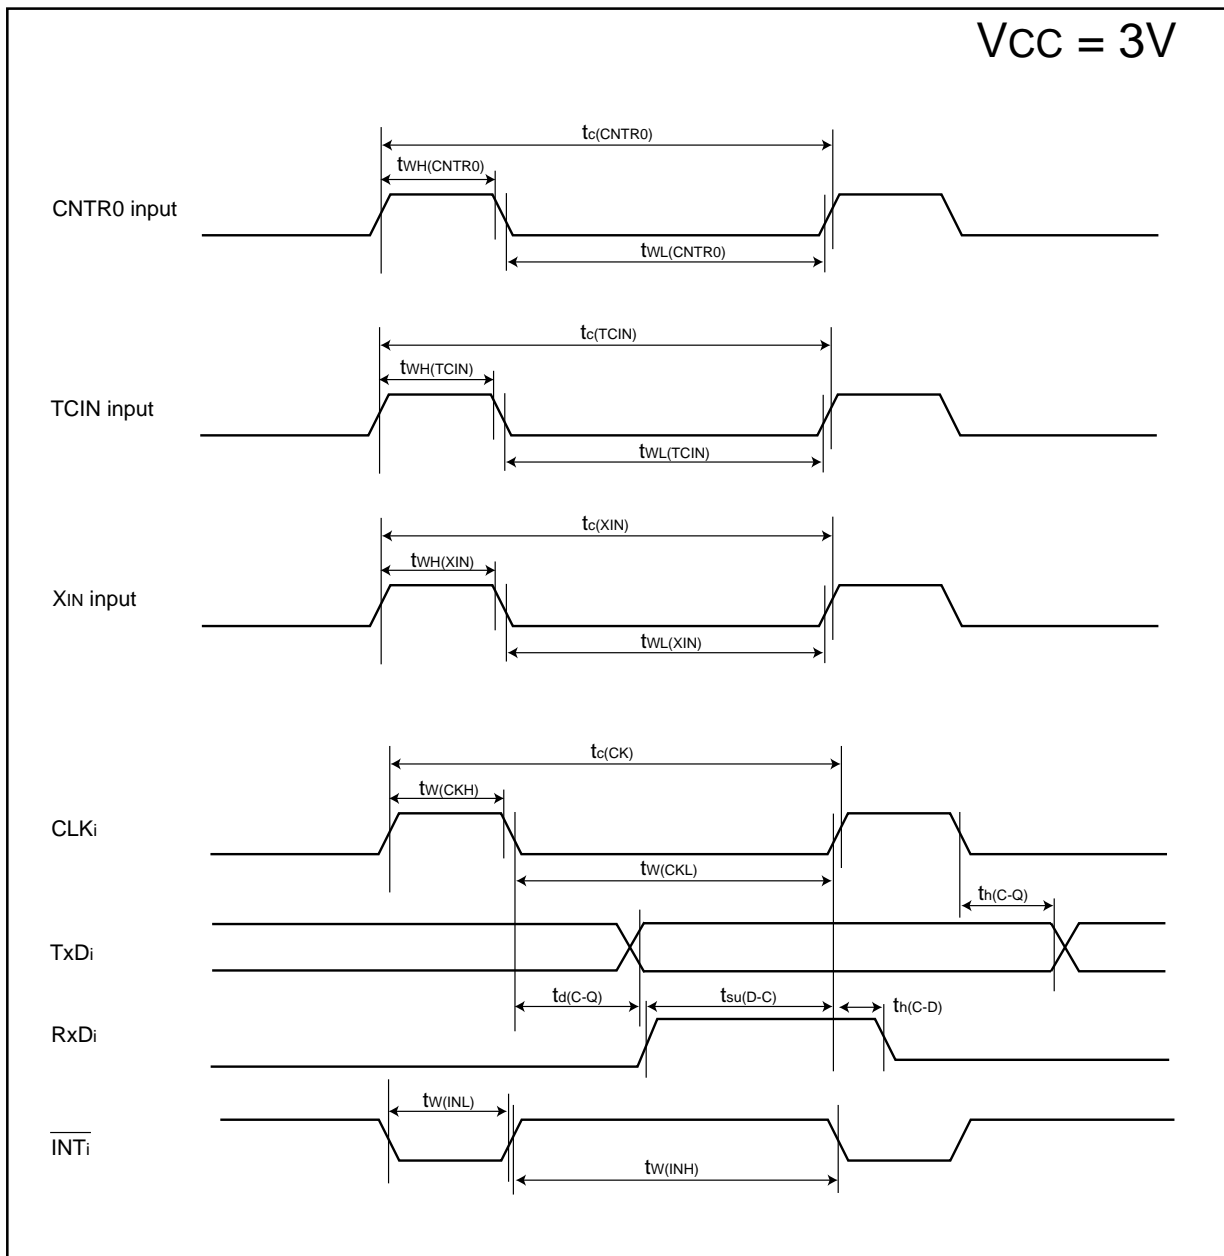 VCC = 3V
tc(CNTR0)
tWH(CNTR0)
CNTR0 input
tWL(CNTR0)
tc(TCIN)
tWH(TCIN)
TCIN input
tWL(TCIN)
tc(XIN)
tWH(XIN)
XIN input
tWL(XIN)
tc(CK)
tW(CKH)
CLKi
tW(CKL)
th(C-Q)
TxDi
td(C-Q)
tsu(D-C)
th(C-D)
RxDi
tW(INL)
INTi
tW(INH)